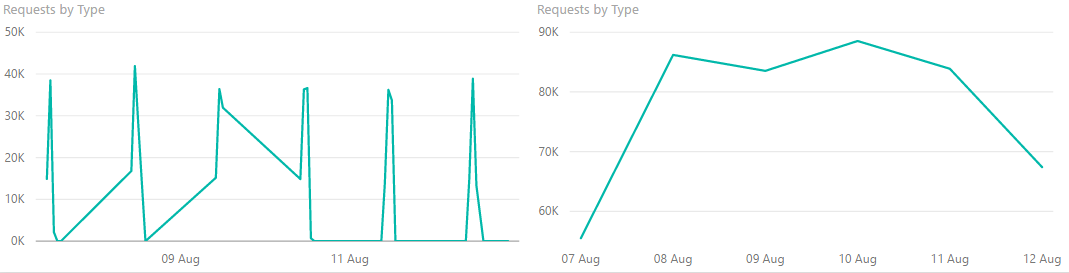 Requests by Type
50K
40K
30K
20K
10K
0K
09 Aug
11 Aug
Requests by Type
90K
80K
70K
60K
07 Aug
08 Aug
09 Aug
10 Aug
11 Aug
12 Aug